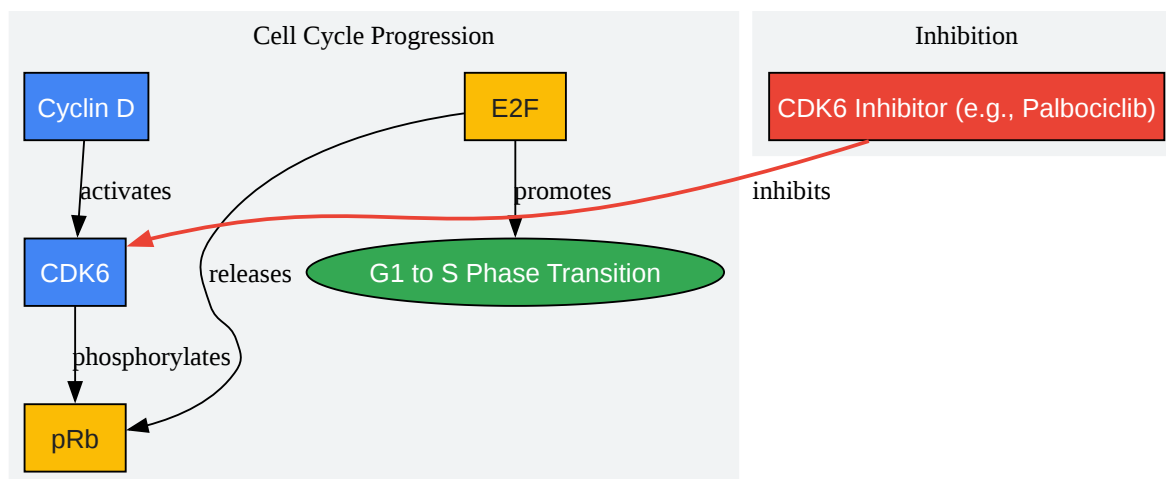 Cell Cycle Progression
Inhibition
Cyclin D
E2F
CDK6 Inhibitor (e.g., Palbociclib)
activates
promotes
inhibits
CDK6
releases
G1 to S Phase Transition
phosphorylates
pRb